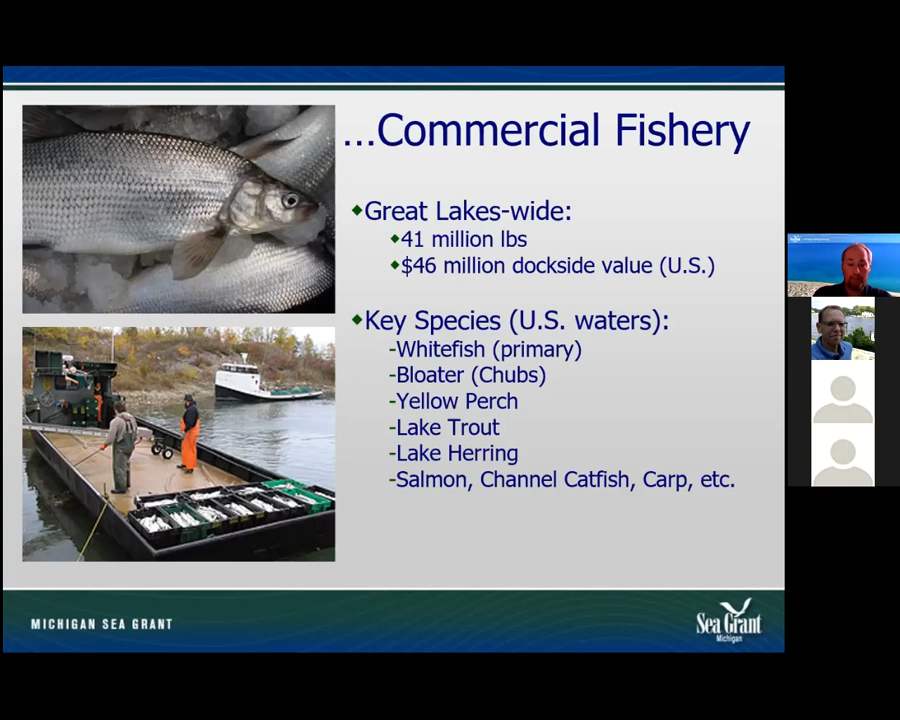 ...Commercial Fishery
Great Lakes-wide:
41 million lbs
$46 million dockside value (U.S.)
Key Species (U.S. waters):
-Whitefish (primary)
-Bloater (Chubs)
-Yellow Perch
-Lake Trout
-Lake Herring
-Salmon, Channel Catfish, Carp, etc.
MICHIGAN SEA GRANT
Sea Grant
Michigan